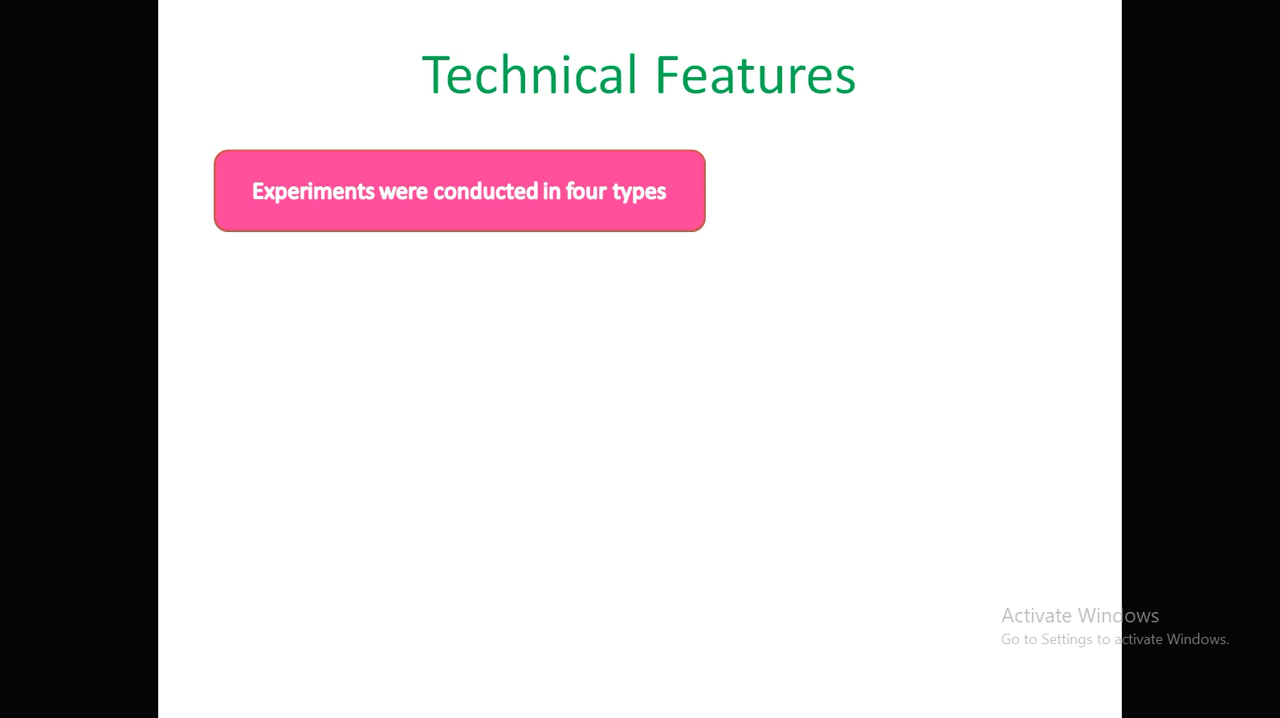 Technical Features
Experiments were conducted in four types
Activate Windows
Go to Settings to activate Windows.